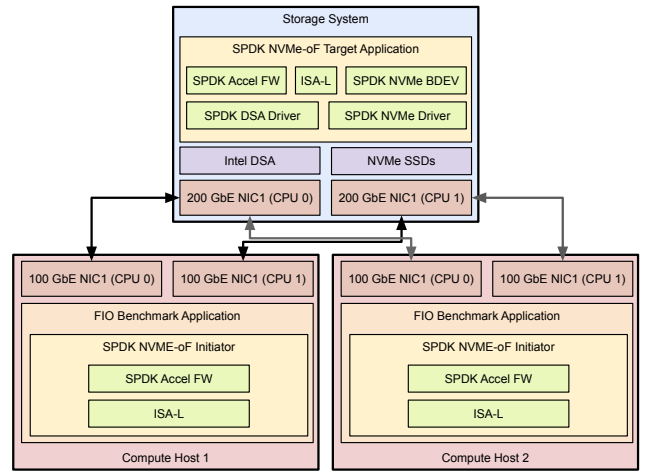 Storage System
SPDK NVMe-oF Target Application
SPDK Accel FW
ISA-L
SPDK NVMe BDEV
SPDK DSA Driver
SPDK NVMe Driver
Intel DSA
NVMe SSDs
200 GbE NIC1 (CPU 0)
200 GbE NIC1 (CPU 1)
100 GbE NIC1 (CPU 0)
100 GbE NIC1 (CPU 1)
FIO Benchmark Application
SPDK NVME-oF Initiator
SPDK Accel FW
ISA-L
Compute Host 1
100 GbE NIC1 (CPU 0)
100 GbE NIC1 (CPU 1)
FIO Benchmark Application
SPDK NVME-oF Initiator
SPDK Accel FW
ISA-L
Compute Host 2